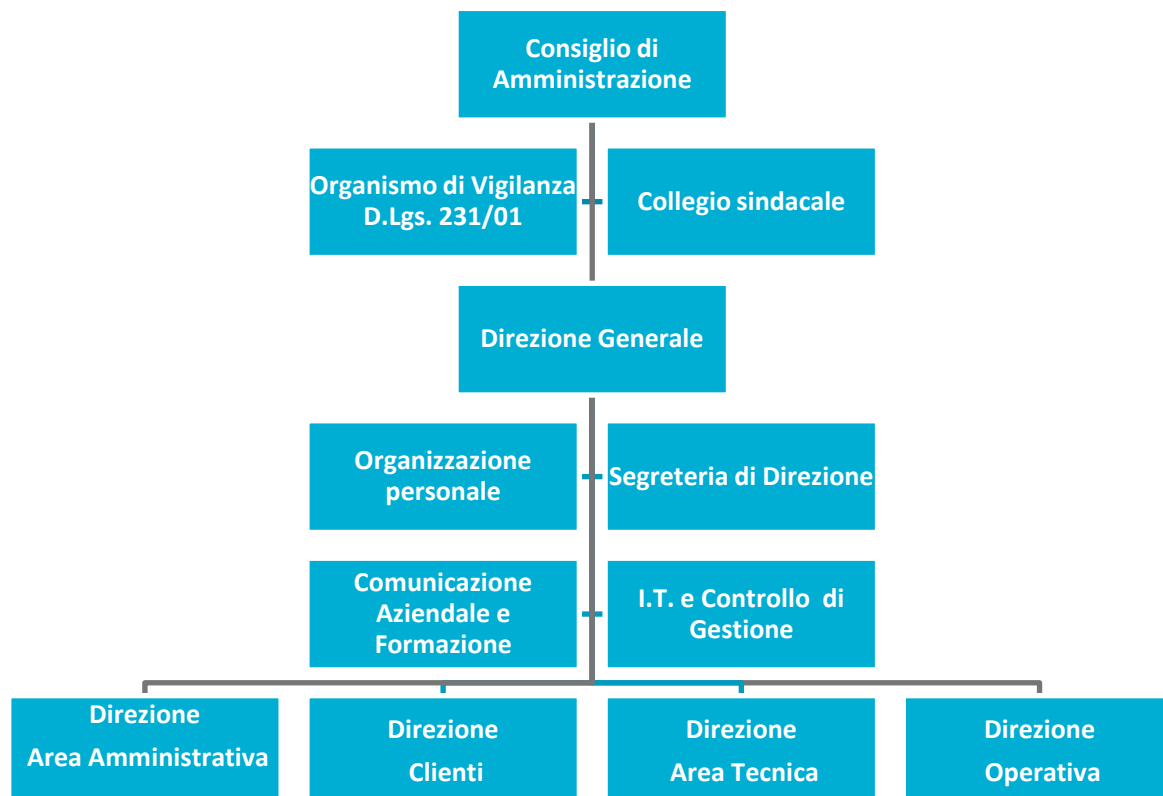 Consiglio di
Amministrazione
Organismo di Vigilanza
D.Lgs. 231/01
Collegio sindacale
Direzione Generale
Organizzazione
personale
Segreteria di Direzione
Comunicazione
Aziendale e
Formazione
I.T. e Controllo di
Gestione
Direzione
Area Amministrativa
Direzione
Clienti
Direzione
Area Tecnica
Direzione
Operativa